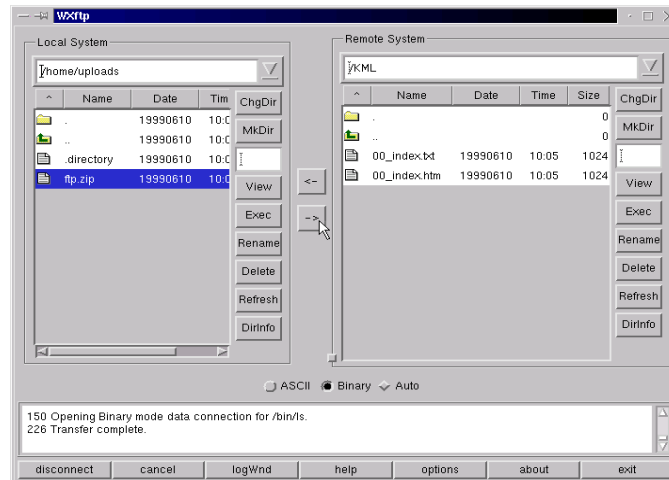 WXftp
Local System
/home/uploads
^ Name Date Tim
. 19990610 10:0
.. 19990610 10:0
.directory 19990610 10:0
ftp.zip 19990610 10:0
ChgDir
MkDir
View
Exec
Rename
Delete
Refresh
DirInfo
<-
->
Remote System
/KML
^ Name Date Time Size
. 0
.. 0
00_index.txt 19990610 10:05 1024
00_index.htm 19990610 10:05 1024
ChgDir
MkDir
View
Exec
Rename
Delete
Refresh
DirInfo
ASCII Binary Auto
150 Opening Binary mode data connection for /bin/ls.
226 Transfer complete.
disconnect cancel logWnd help options about exit